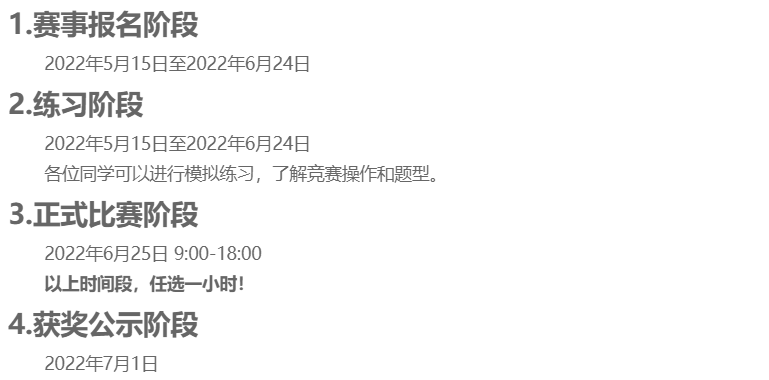 1.赛事报名阶段
2022年5月15日至2022年6月24日
2.练习阶段
2022年5月15日至2022年6月24日
各位同学可以进行模拟练习，了解竞赛操作和题型。
3.正式比赛阶段
2022年6月25日 9:00-18:00
以上时间段，任选一小时！
4.获奖公示阶段
2022年7月1日